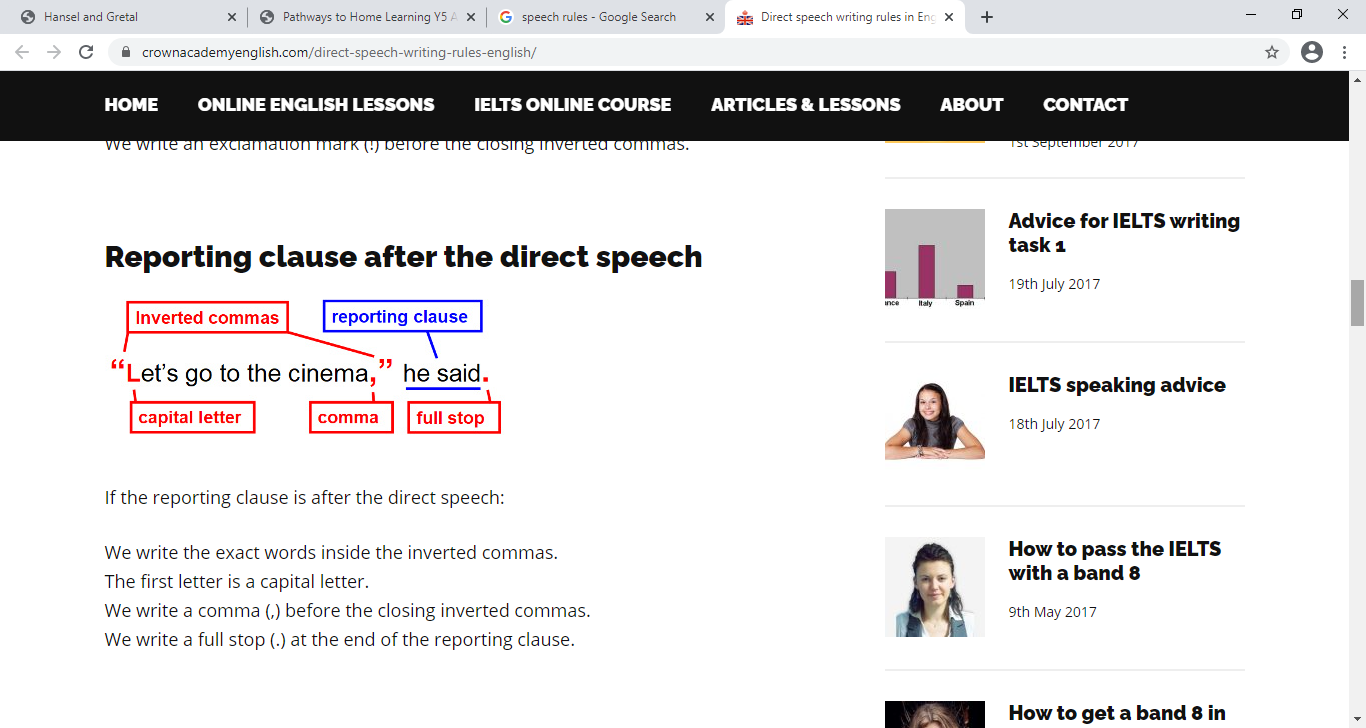 Hansel and Gretal
Pathways to Home Learning Y5 A
speech rules - Google Search
Direct speech writing rules in Eng
crownacademyenglish.com/direct-speech-writing-rules-english/
HOME ONLINE ENGLISH LESSONS IELTS ONLINE COURSE ARTICLES & LESSONS ABOUT CONTACT
We write an exclamation mark (!) before the closing inverted commas.
Reporting clause after the direct speech
Inverted commas
reporting clause
“Let’s go to the cinema,” he said.
capital letter
comma
full stop
If the reporting clause is after the direct speech:
We write the exact words inside the inverted commas.
The first letter is a capital letter.
We write a comma (,) before the closing inverted commas.
We write a full stop (.) at the end of the reporting clause.
1st September 2017
ance Italy Spain
Advice for IELTS writing
task 1
19th July 2017
IELTS speaking advice
18th July 2017
How to pass the IELTS
with a band 8
9th May 2017
How to get a band 8 in